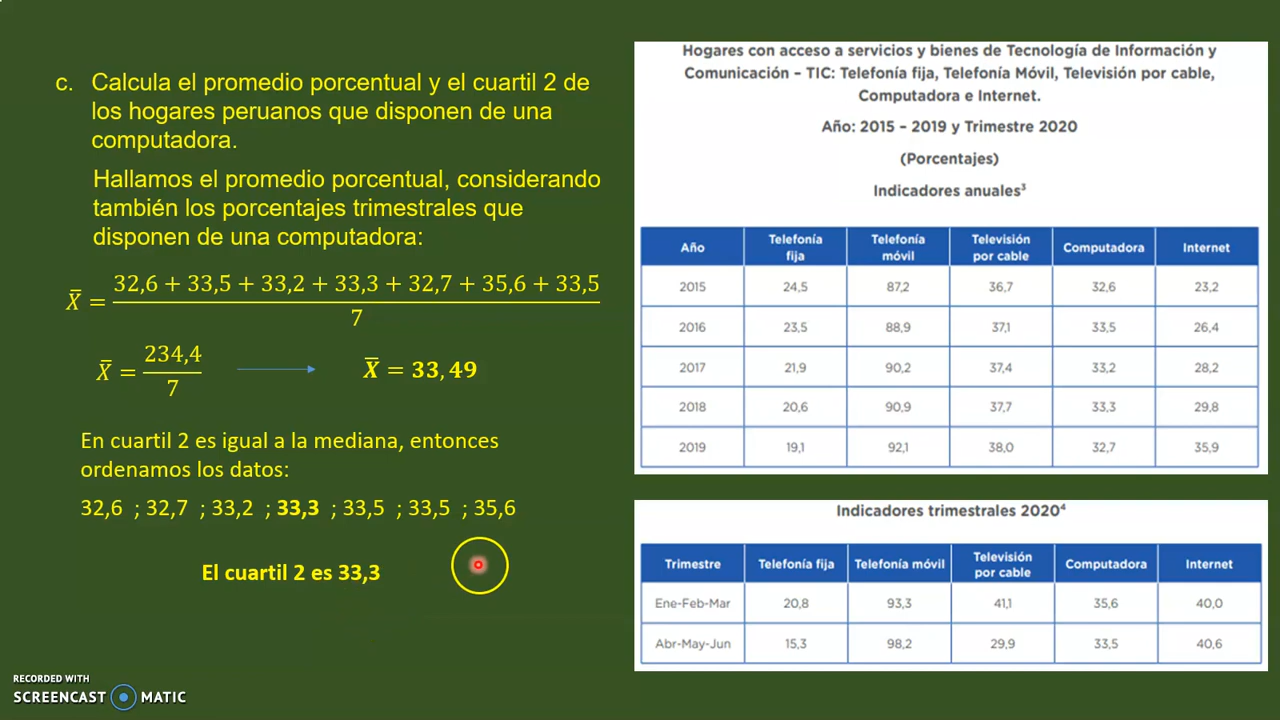 c. Calcula el promedio porcentual y el cuartil 2 de
los hogares peruanos que disponen de una
computadora.
Hallamos el promedio porcentual, considerando
también los porcentajes trimestrales que
disponen de una computadora:
X̄ = (32,6 + 33,5 + 33,2 + 33,3 + 32,7 + 35,6 + 33,5) / 7
X̄ = 234,4 / 7 → X̄ = 33,49
En cuartil 2 es igual a la mediana, entonces
ordenamos los datos:
32,6 ; 32,7 ; 33,2 ; 33,3 ; 33,5 ; 33,5 ; 35,6
El cuartil 2 es 33,3
Hogares con acceso a servicios y bienes de Tecnología de Información y
Comunicación – TIC: Telefonía fija, Telefonía Móvil, Televisión por cable,
Computadora e Internet.
Año: 2015 – 2019 y Trimestre 2020
(Porcentajes)
Indicadores anuales³
Año Telefonía fija Telefonía móvil Televisión por cable Computadora Internet
2015 24,5 87,2 36,7 32,6 23,2
2016 23,5 88,9 37,1 33,5 26,4
2017 21,9 90,2 37,4 33,2 28,2
2018 20,6 90,9 37,7 33,3 29,8
2019 19,1 92,1 38,0 32,7 35,9
Indicadores trimestrales 2020⁴
Trimestre Telefonía fija Telefonía móvil Televisión por cable Computadora Internet
Ene-Feb-Mar 20,8 93,3 41,1 35,6 40,0
Abr-May-Jun 15,3 98,2 29,9 33,5 40,6
RECORDED WITH
SCREENCAST MATIC